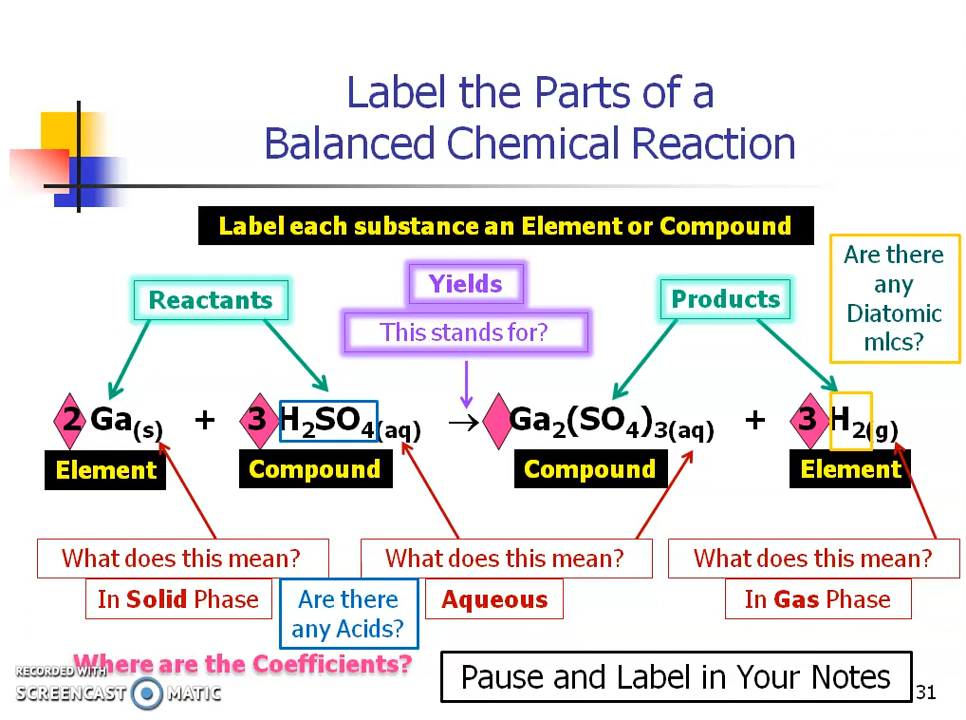 Label the Parts of a
Balanced Chemical Reaction
Label each substance an Element or Compound
Are there
any
Diatomic
mlcs?
Reactants
Yields
This stands for?
Products
2 Ga(s) + 3 H₂SO₄(aq) → Ga₂(SO₄)₃(aq) + 3 H₂(g)
Element
Compound
Compound
Element
What does this mean?
What does this mean?
What does this mean?
In Solid Phase
Are there
any Acids?
Aqueous
In Gas Phase
Where are the Coefficients?
Pause and Label in Your Notes
RECORDED WITH
SCREENCAST MATIC
31